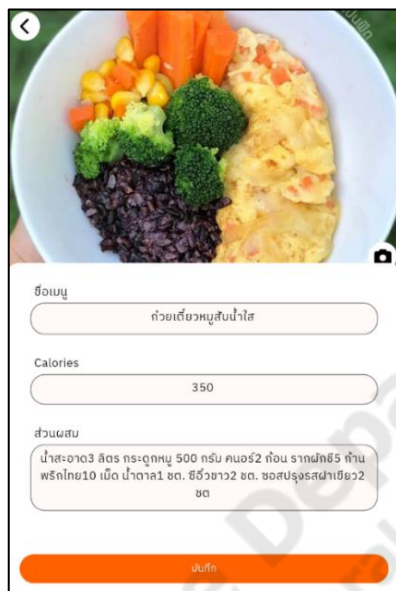 ชื่อเมนู
ก๋วยเตี๋ยวหมูสับน้ำใส
Calories
350
ส่วนผสม
น้ำสะอาด3 ลิตร กระดูกหมู 500 กรัม คนอร์2 ก้อน รากผักชี5 ก้าน
พริกไทย10 เม็ด น้ำตาล1 ชต. ซีอิ๊วขาว2 ชต. ซอสปรุงรสฝาเขียว2
ชต
บันทึก